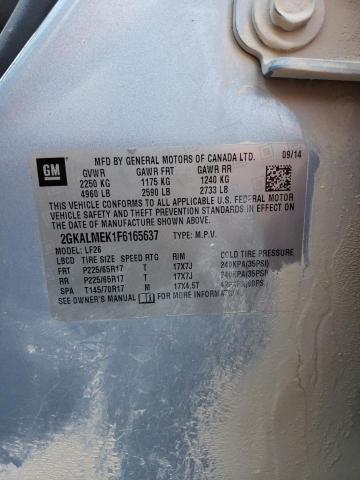 GM
MFD BY GENERAL MOTORS OF CANADA LTD. 09/14
GVWR GAWR FRT GAWR RR
2250 KG 1175 KG 1240 KG
4960 LB 2590 LB 2733 LB
THIS VEHICLE CONFORMS TO ALL APPLICABLE U.S. FEDERAL MOTOR VEHICLE SAFETY AND THEFT PREVENTION STANDARDS IN EFFECT ON THE DATE OF MANUFACTURE SHOWN ABOVE.
2GKALMEK1F6165637 TYPE: M.P.V.
MODEL: LF26
LBCD TIRE SIZE SPEED RTG RIM COLD TIRE PRESSURE
FRT P225/65R17 T 17X7J 240KPA(35PSI)
RR P225/65R17 T 17X7J 240KPA(35PSI)
SPA T145/70R17 M 17X4.5T
SEE OWNER'S MANUAL FOR ADDITIONAL INFORMATION.